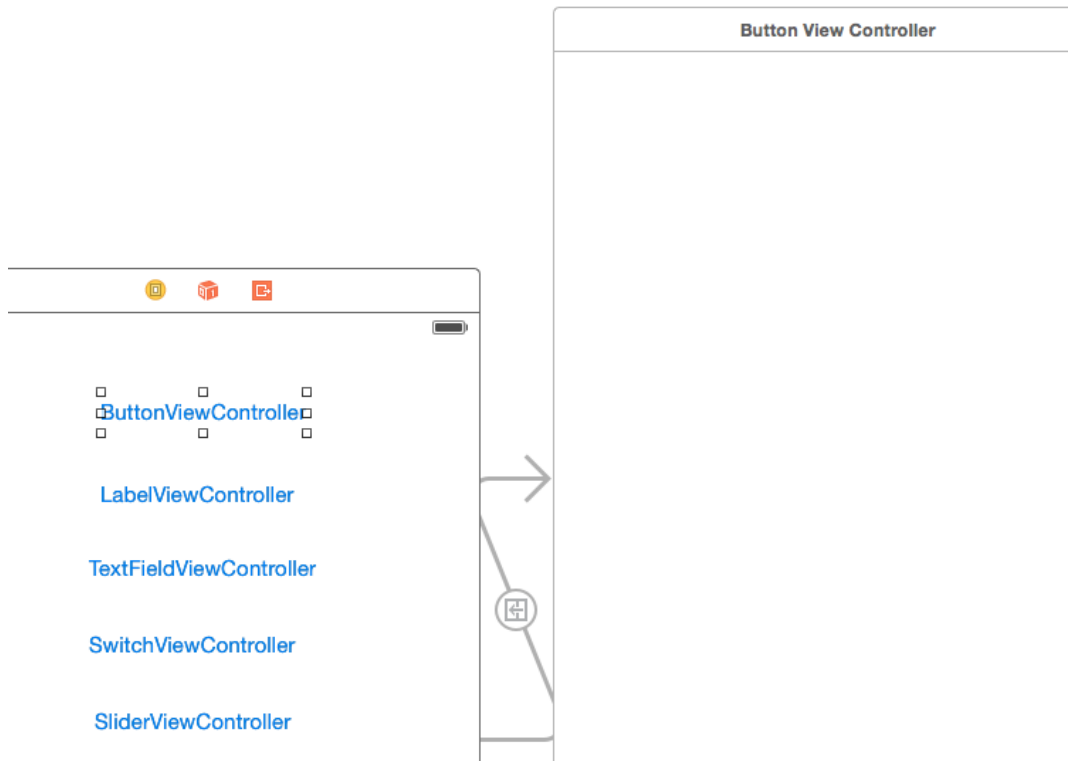 Button View Controller
ButtonViewController
LabelViewController
TextFieldViewController
SwitchViewController
SliderViewController